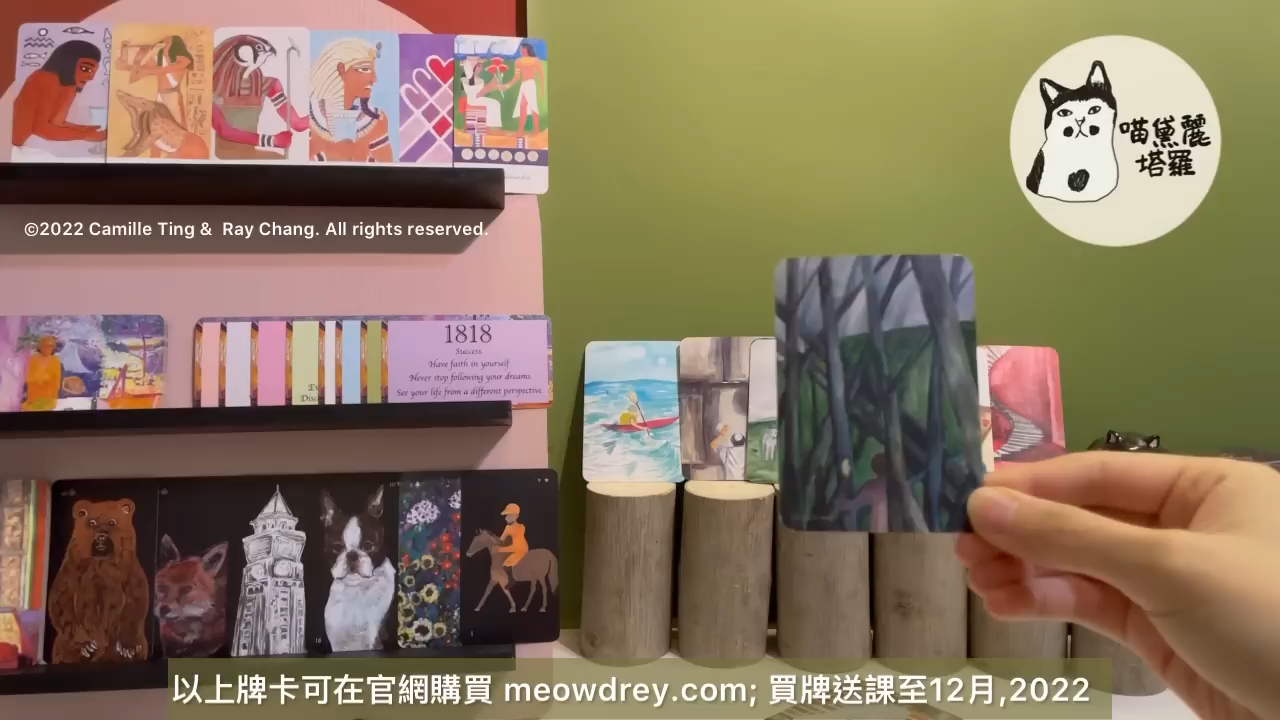 喵黛麗
塔羅
©2022 Camille Ting & Ray Chang. All rights reserved.
1818
Success
Have faith in yourself
Never stop following your dreams.
See your life from a different perspective
以上牌卡可在官網購買 meowdrey.com; 買牌送課至12月,2022